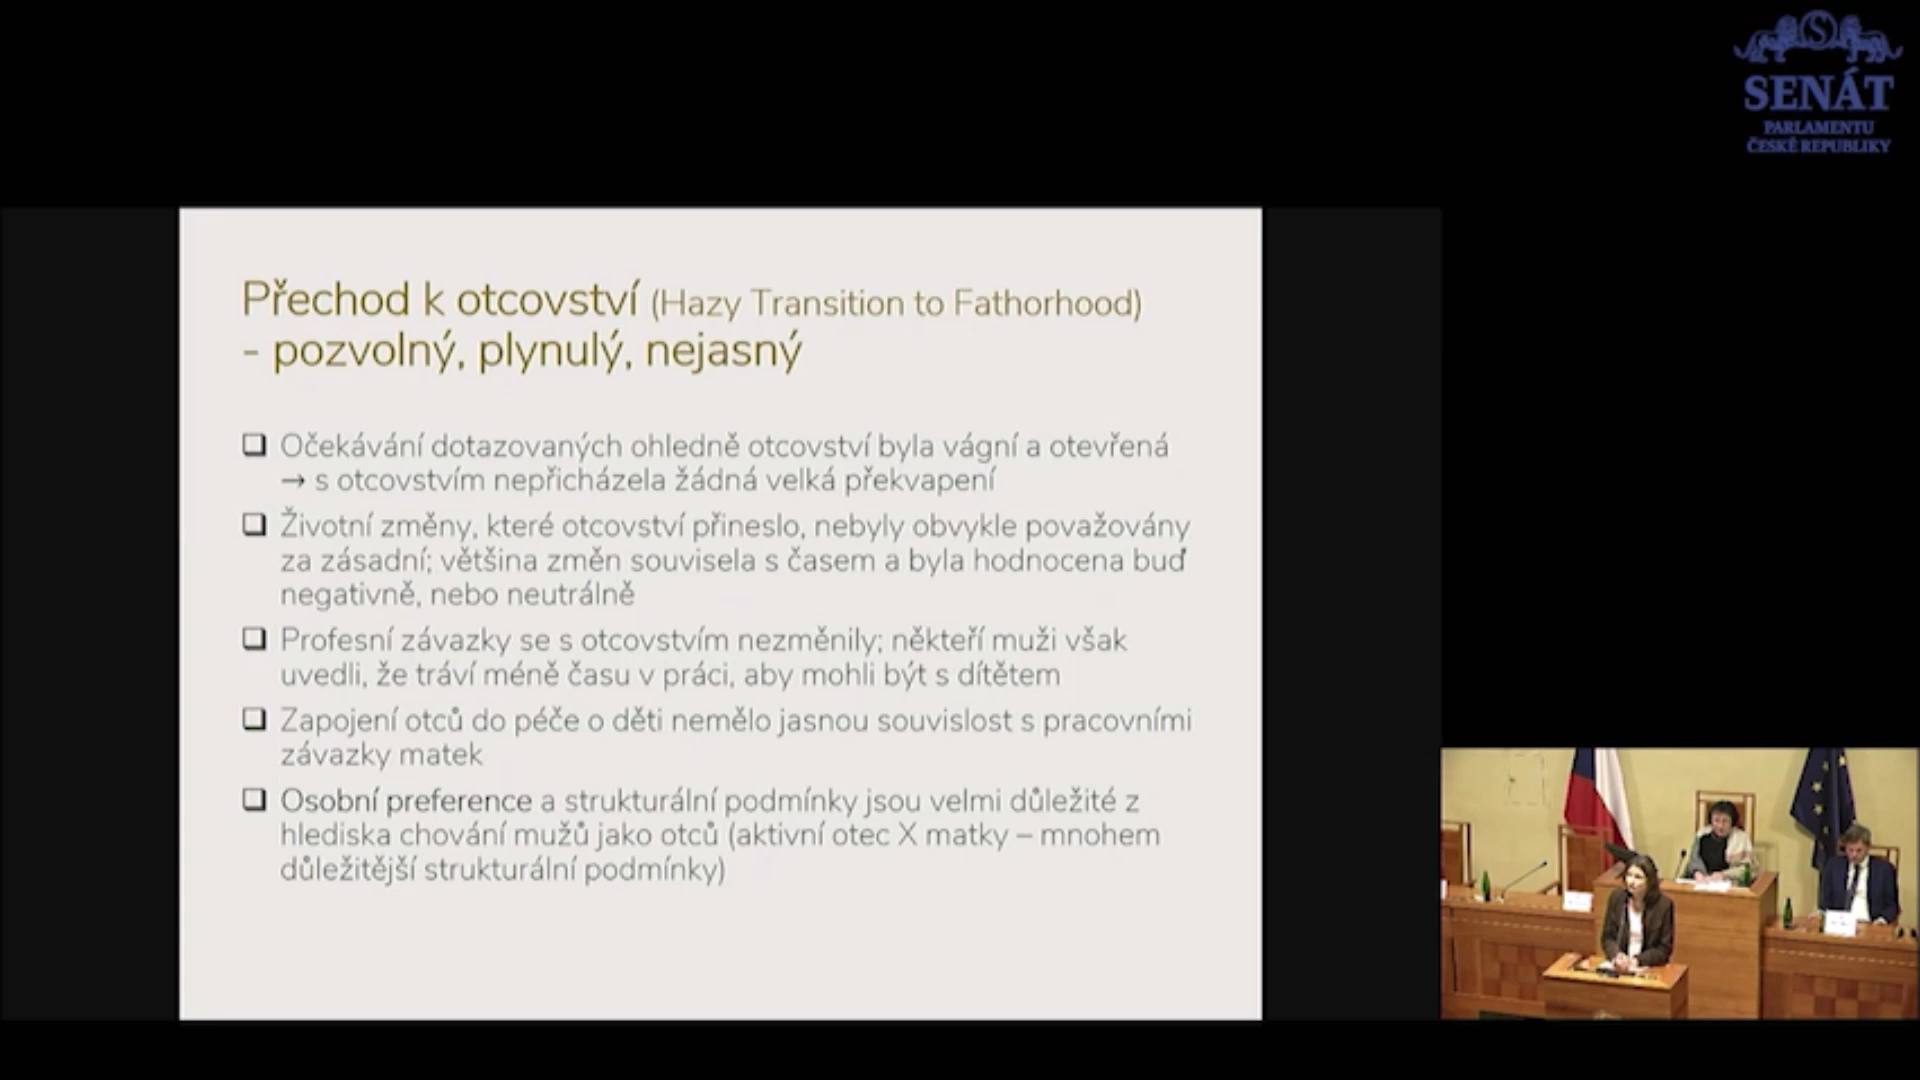 SENÁT
PARLAMENTU
ČESKÉ REPUBLIKY
Přechod k otcovství (Hazy Transition to Fathorhood)
- pozvolný, plynulý, nejasný
❑ Očekávání dotazovaných ohledně otcovství byla vágní a otevřená
→ s otcovstvím nepřicházela žádná velká překvapení
❑ Životní změny, které otcovství přineslo, nebyly obvykle považovány
za zásadní; většina změn souvisela s časem a byla hodnocena buď
negativně, nebo neutrálně
❑ Profesní závazky se s otcovstvím nezměnily; někteří muži však
uvedli, že tráví méně času v práci, aby mohli být s dítětem
❑ Zapojení otců do péče o děti nemělo jasnou souvislost s pracovními
závazky matek
❑ Osobní preference a strukturální podmínky jsou velmi důležité z
hlediska chování mužů jako otců (aktivní otec X matky – mnohem
důležitější strukturální podmínky)